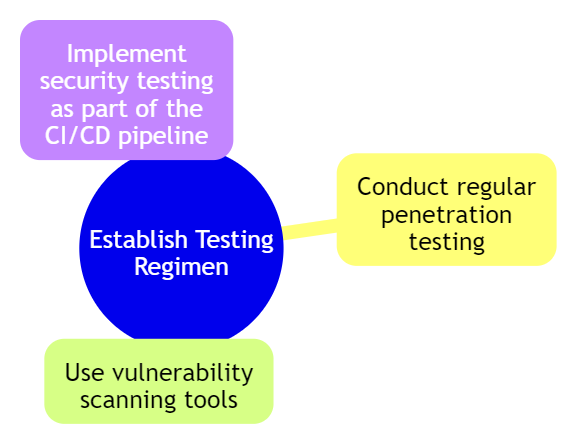 Implement
security testing
as part of the
CI/CD pipeline
Conduct regular
penetration
testing
Establish Testing
Regimen
Use vulnerability
scanning tools